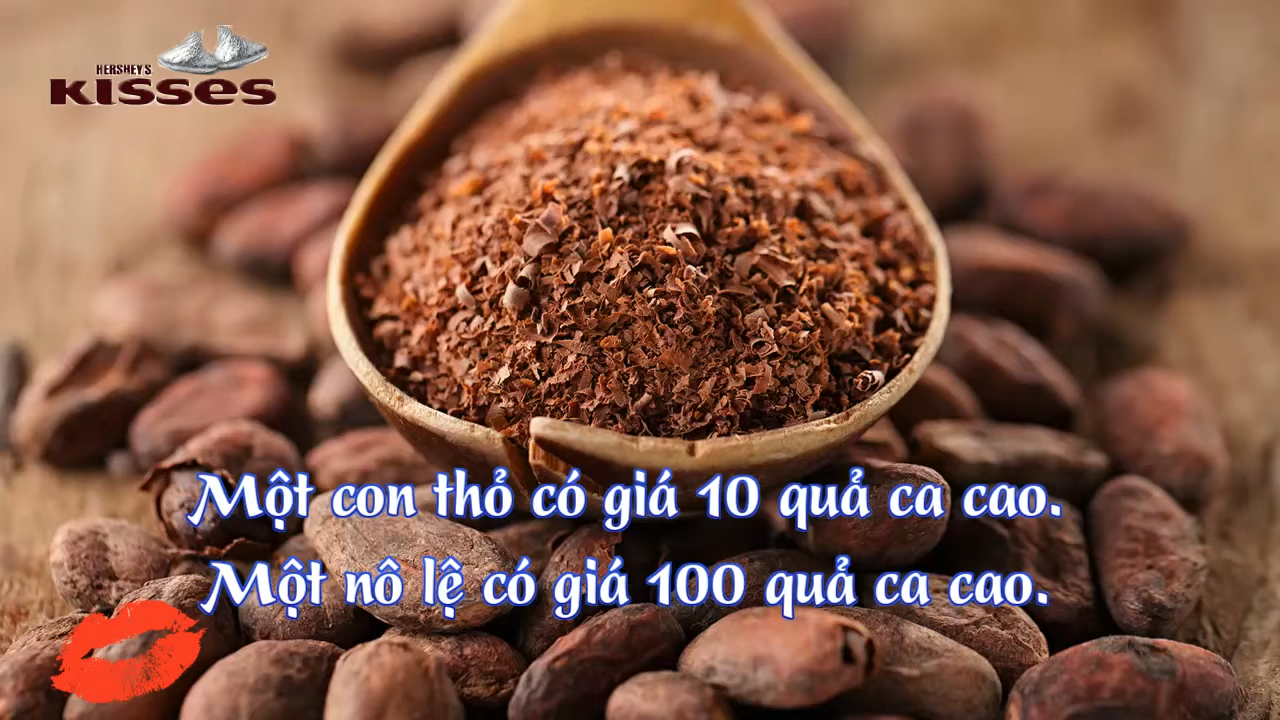 HERSHEY'S
KISSES
Một con thỏ có giá 10 quả ca cao.
Một nô lệ có giá 100 quả ca cao.